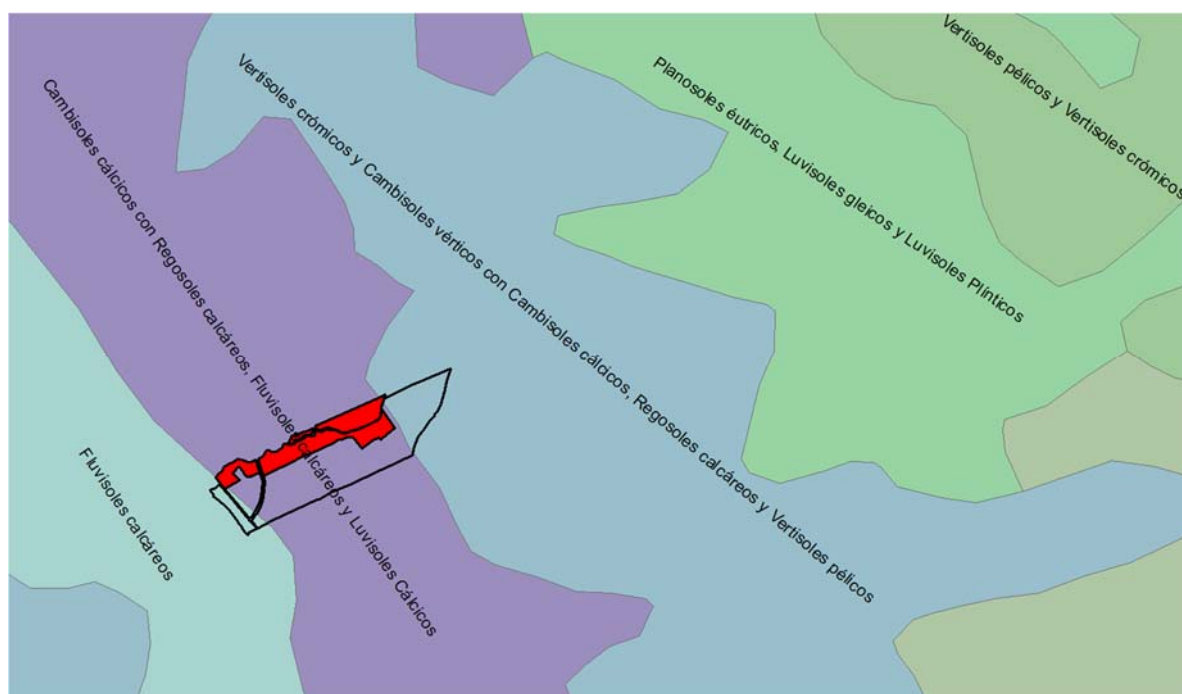 Cambisoles cálcicos con Regosoles calcáreos, Fluvisoles calcáreos y Luvisoles Cálcicos
Vertisoles crómicos y Cambisoles vérticos con Cambisoles cálcicos, Regosoles calcáreos y Vertisoles pélicos
Planosoles éutricos, Luvisoles gleicos y Luvisoles Plínticos
Vertisoles pélicos y Vertisoles crómicos
Fluvisoles calcáreos